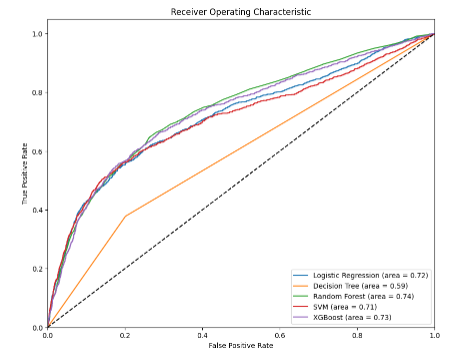 Receiver Operating Characteristic
True Positive Rate
1.0
0.8
0.6
0.4
0.2
0.0
Logistic Regression (area = 0.72)
Decision Tree (area = 0.59)
Random Forest (area = 0.74)
SVM (area = 0.71)
XGBoost (area = 0.73)
0.0 0.2 0.4 0.6 0.8 1.0
False Positive Rate